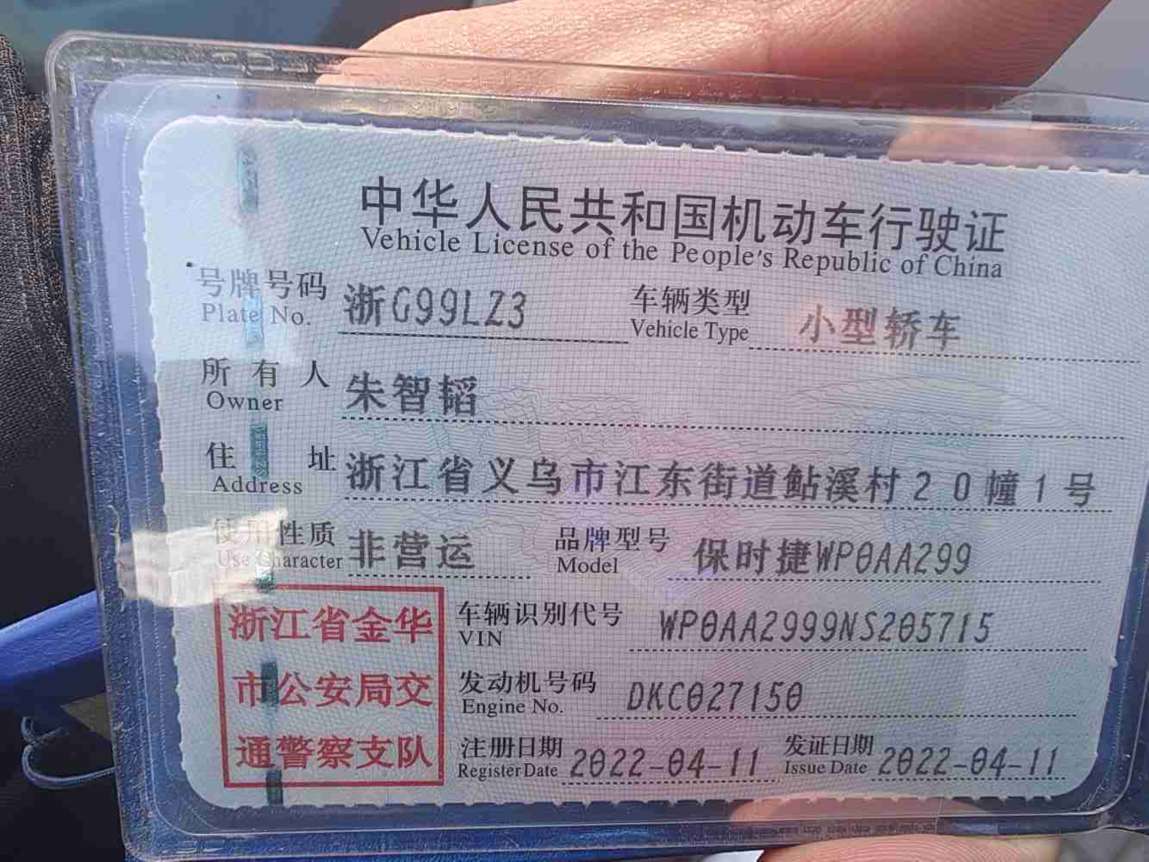 中华人民共和国机动车行驶证
Vehicle License of the People's Republic of China
号牌号码 浙G99LZ3 车辆类型 小型轿车
Plate No. Vehicle Type
所有人 朱智韬
Owner
住址 浙江省义乌市江东街道鲇溪村20幢1号
Address
使用性质 非营运 品牌型号 保时捷WP0AA299
Use Character Model
浙江省金华
市公安局交
通警察支队
车辆识别代号 WP0AA2999NS205715
VIN
发动机号码 DKC027150
Engine No.
注册日期 2022-04-11 发证日期 2022-04-11
Register Date Issue Date